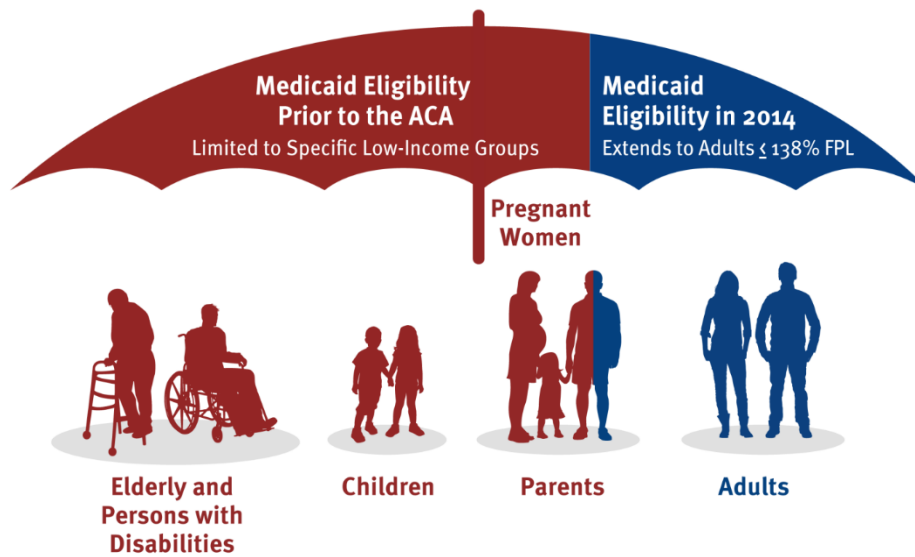 Medicaid Eligibility
Prior to the ACA
Limited to Specific Low-Income Groups
Medicaid
Eligibility in 2014
Extends to Adults ≤ 138% FPL
Pregnant
Women
Elderly and
Persons with
Disabilities
Children
Parents
Adults